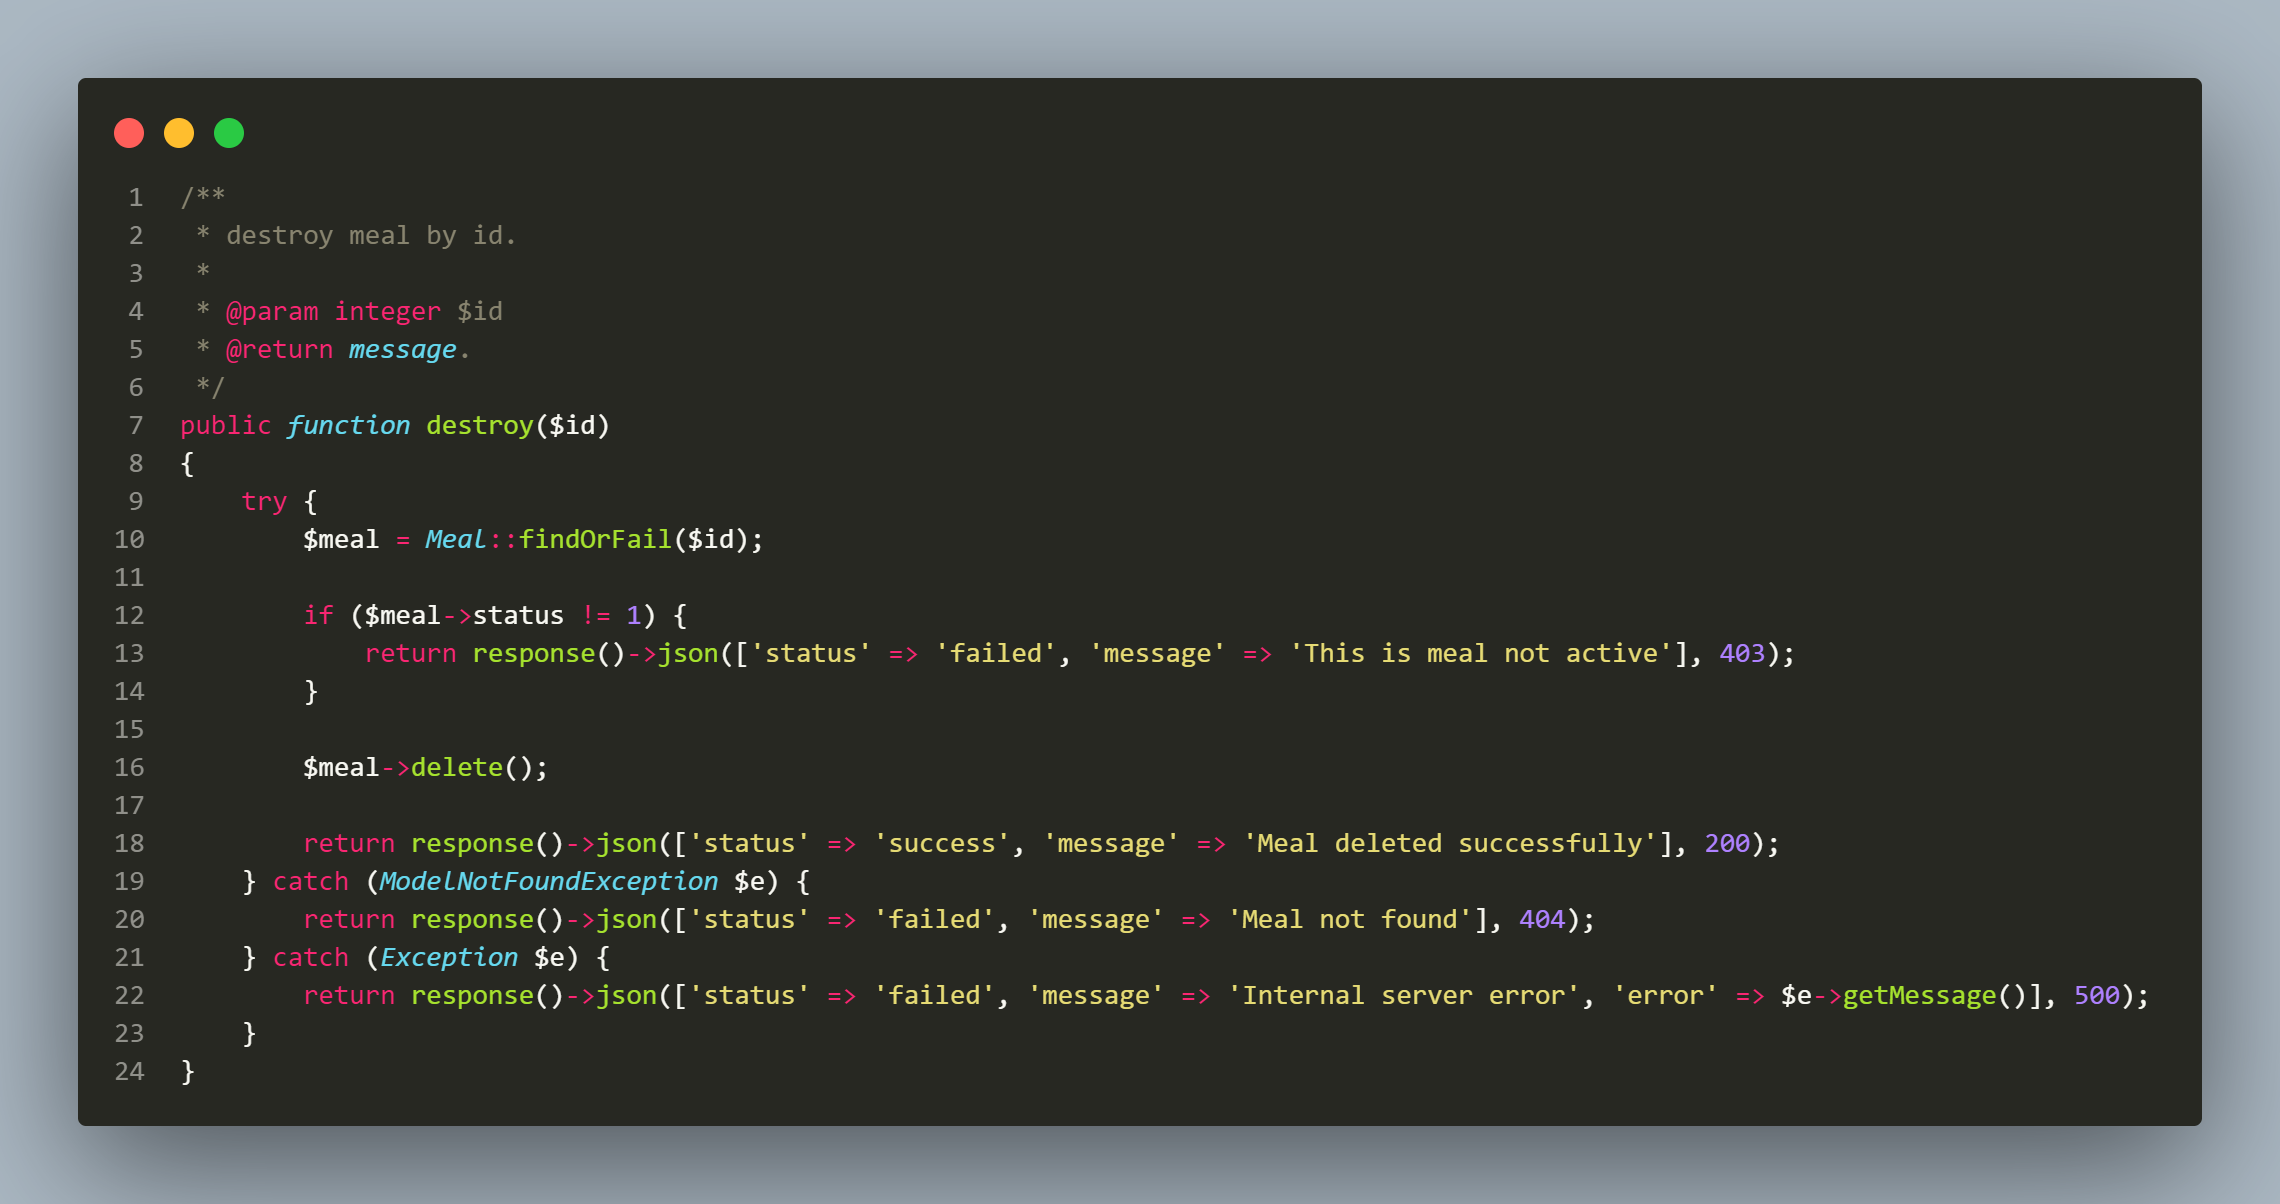 1 /**
2  * destroy meal by id.
3  *
4  * @param integer $id
5  * @return message.
6  */
7 public function destroy($id)
8 {
9     try {
10         $meal = Meal::findOrFail($id);
11
12         if ($meal->status != 1) {
13             return response()->json(['status' => 'failed', 'message' => 'This is meal not active'], 403);
14         }
15
16         $meal->delete();
17
18         return response()->json(['status' => 'success', 'message' => 'Meal deleted successfully'], 200);
19     } catch (ModelNotFoundException $e) {
20         return response()->json(['status' => 'failed', 'message' => 'Meal not found'], 404);
21     } catch (Exception $e) {
22         return response()->json(['status' => 'failed', 'message' => 'Internal server error', 'error' => $e->getMessage()], 500);
23     }
24 }